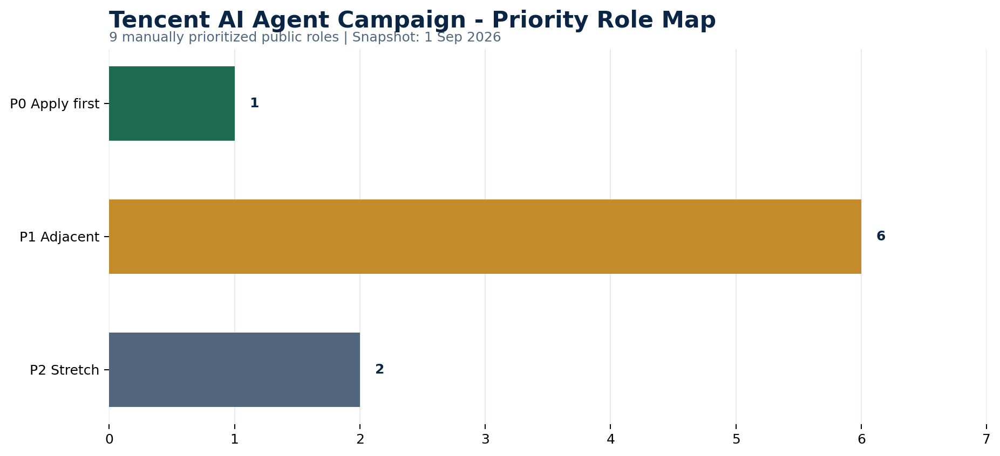 Tencent AI Agent Campaign - Priority Role Map
9 manually prioritized public roles | Snapshot: 1 Sep 2026
P0 Apply first
1
P1 Adjacent
6
P2 Stretch
2
0 1 2 3 4 5 6 7